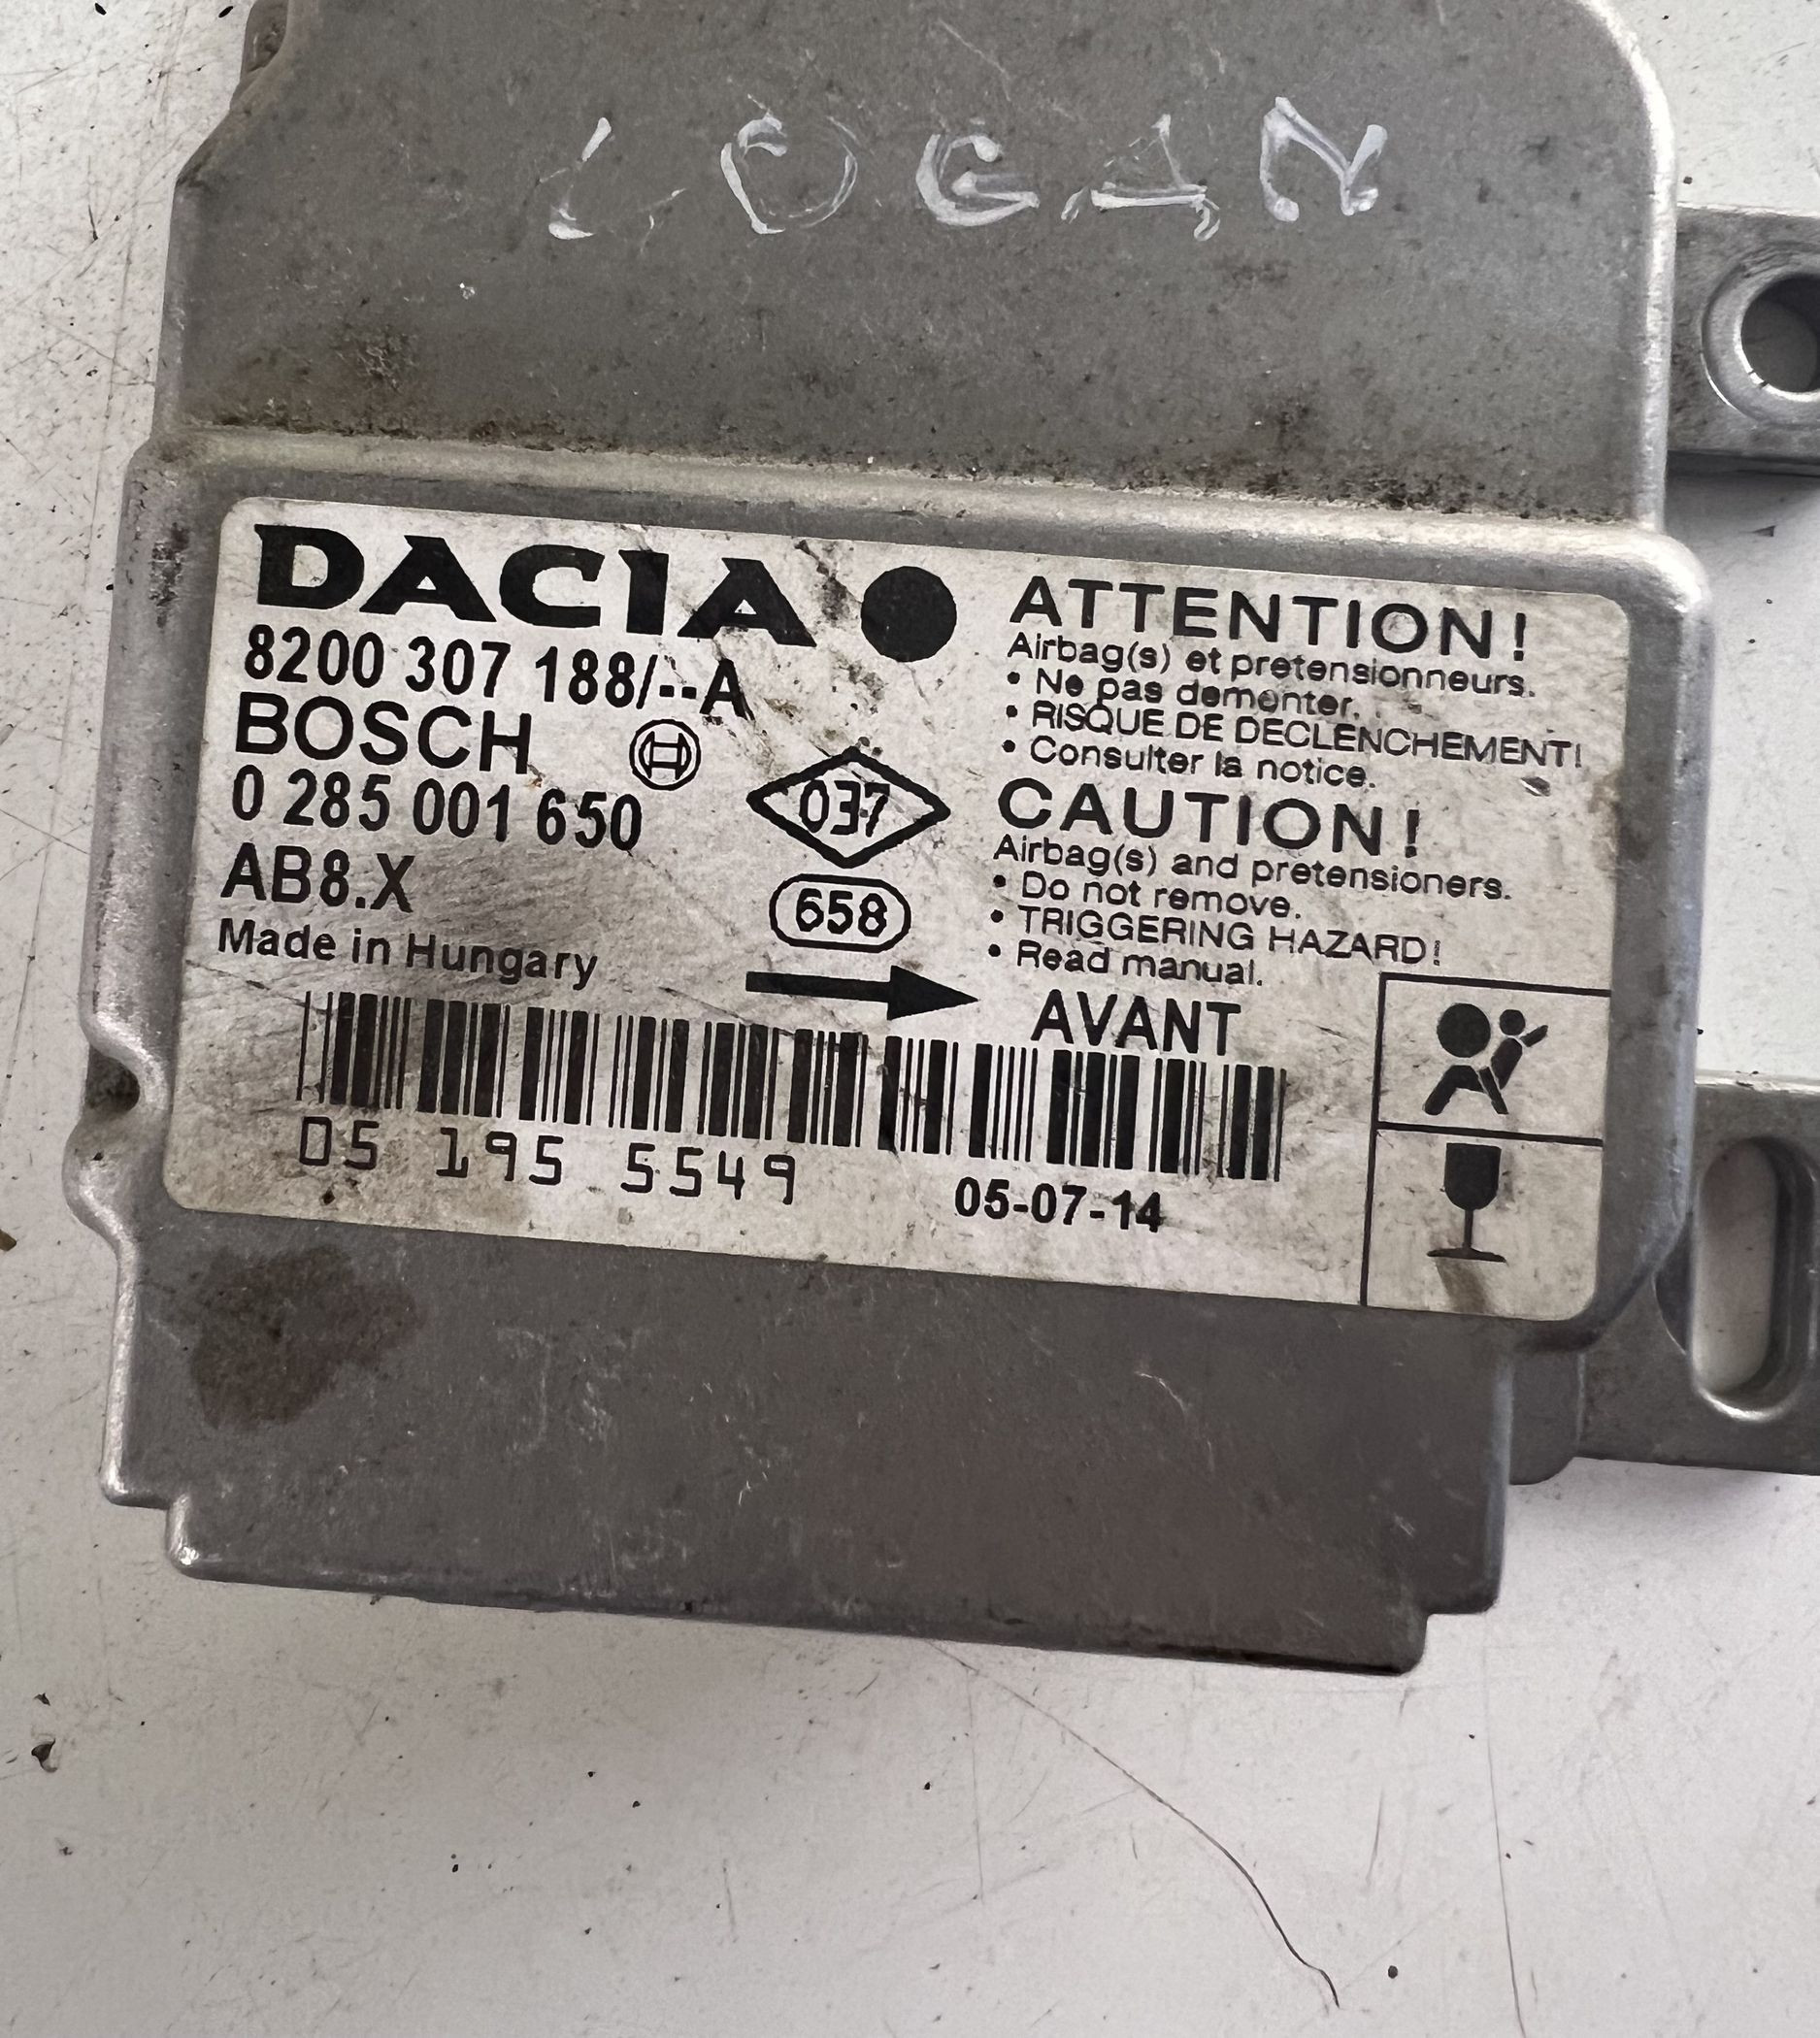 LOGAN
DACIA
8200 307 188/--A
BOSCH
0 285 001 650
AB8.X
Made in Hungary
037
658
ATTENTION!
Airbag(s) et pretensionneurs.
• Ne pas demonter.
• RISQUE DE DECLENCHEMENT!
• Consulter la notice.
CAUTION!
Airbag(s) and pretensioners.
• Do not remove.
• TRIGGERING HAZARD!
• Read manual.
AVANT
05 195 5549
05-07-14